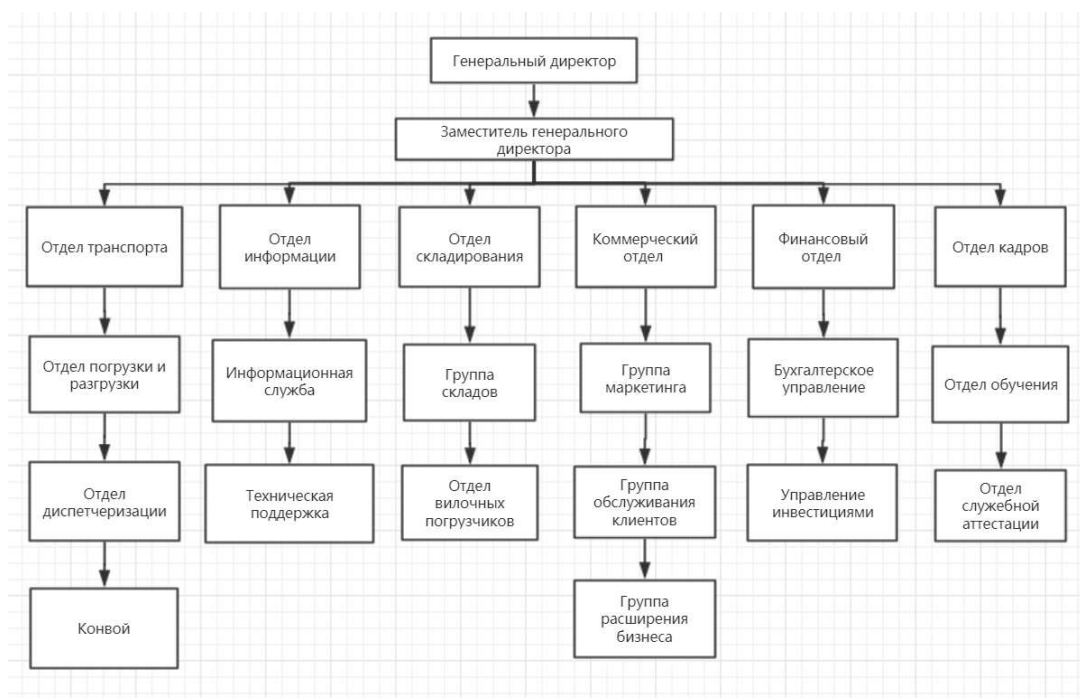 Генеральный директор
Заместитель генерального
директора
Отдел транспорта
Отдел
информации
Отдел
складирования
Коммерческий
отдел
Финансовый
отдел
Отдел кадров
Отдел погрузки и
разгрузки
Информационная
служба
Группа
складов
Группа
маркетинга
Бухгалтерское
управление
Отдел обучения
Отдел
диспетчеризации
Техническая
поддержка
Отдел
вилочных
погрузчиков
Группа
обслуживания
клиентов
Управление
инвестициями
Отдел
служебной
аттестации
Конвой
Группа
расширения
бизнеса